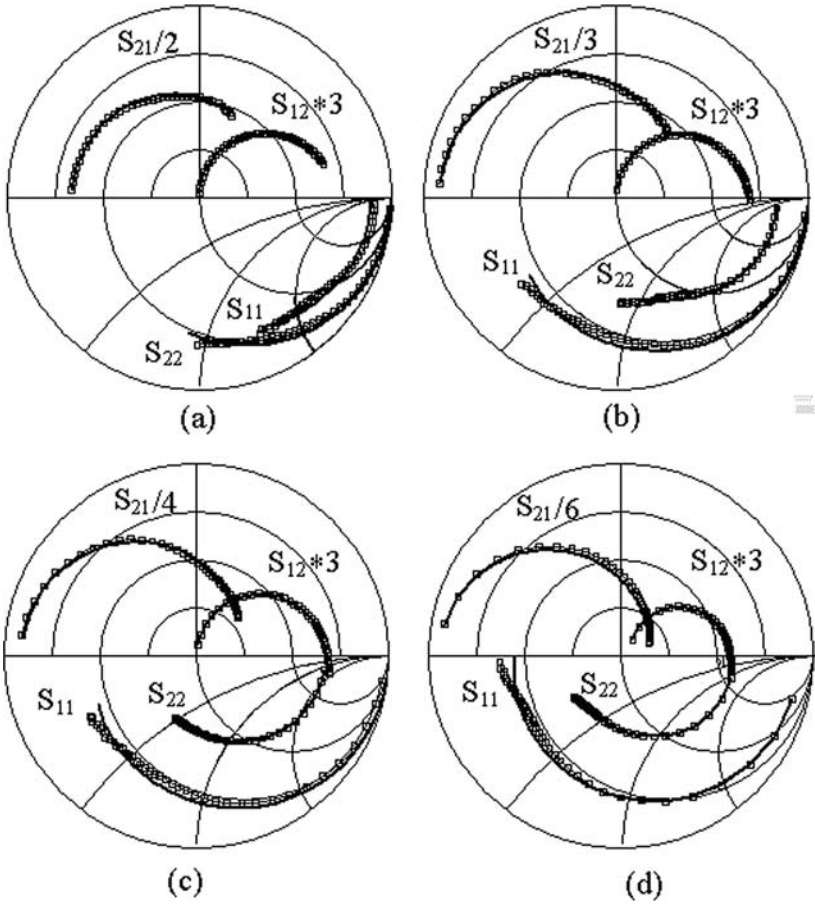 S₂₁/2
S₁₂*3
S₁₁
S₂₂
(a)
S₂₁/3
S₁₂*3
S₁₁
S₂₂
(b)
S₂₁/4
S₁₂*3
S₁₁
S₂₂
(c)
S₂₁/6
S₁₂*3
S₁₁
S₂₂
(d)